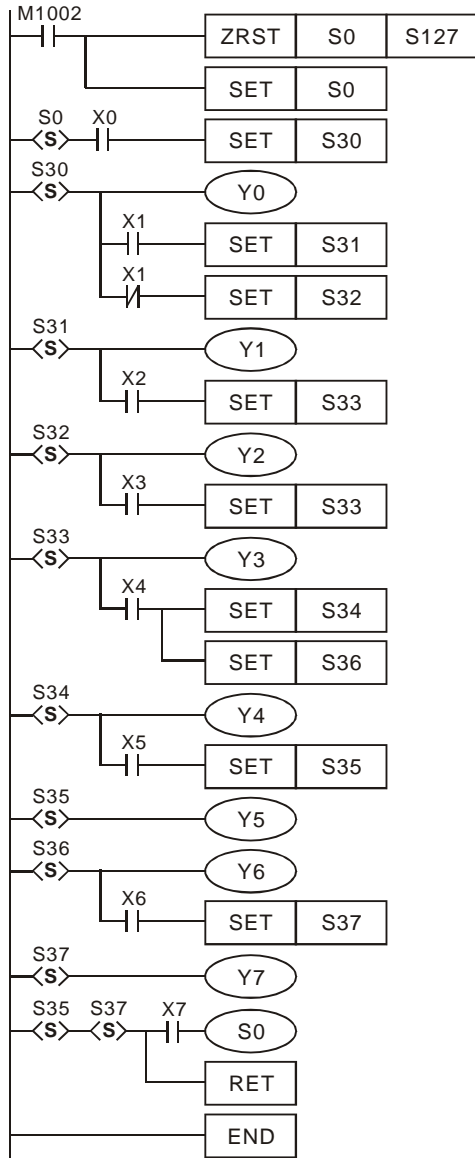 M1002
ZRST S0 S127
SET S0
S0 X0
S SET S30
S30
S Y0
X1
SET S31
X1
SET S32
S31
S Y1
X2
SET S33
S32
S Y2
X3
SET S33
S33
S Y3
X4
SET S34
SET S36
S34
S Y4
X5
SET S35
S35
S Y5
S36
S Y6
X6
SET S37
S37
S Y7
S35 S37 X7
S S S0
RET
END